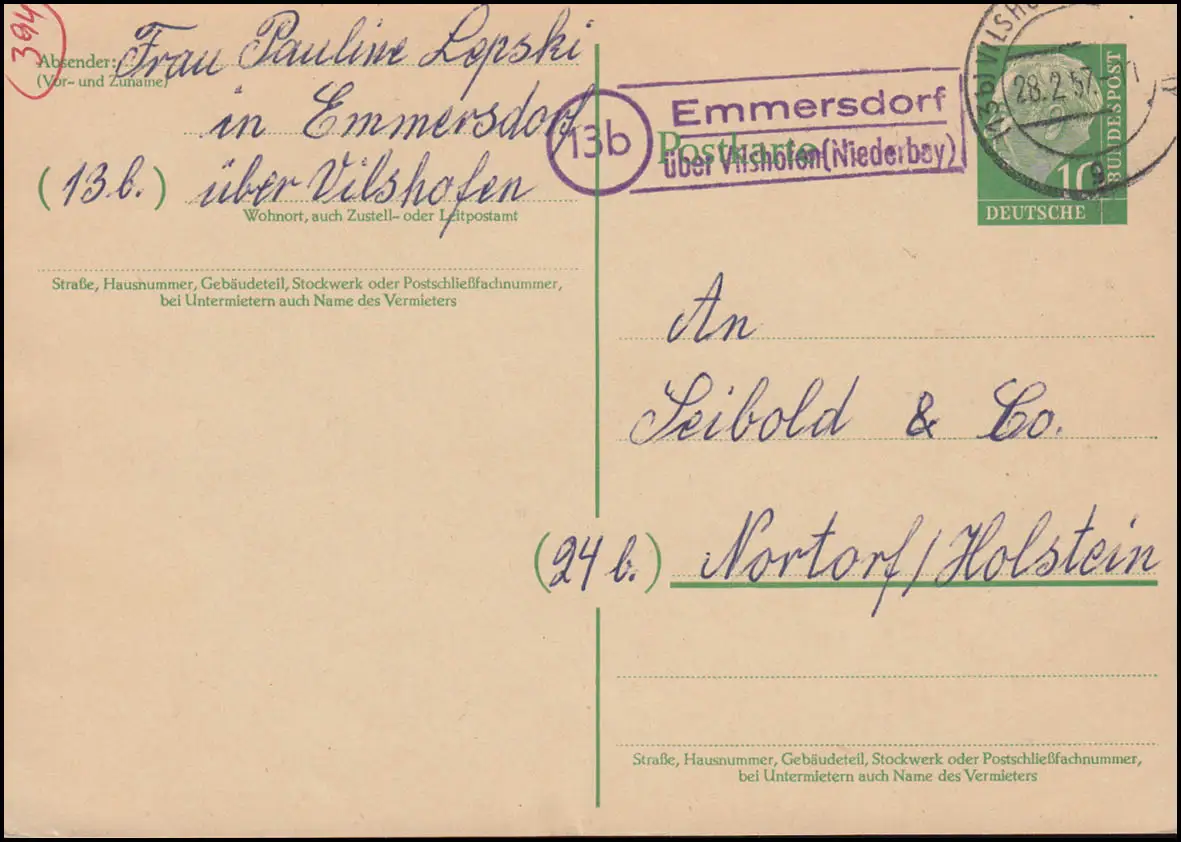 394
Absender: Frau Pauline Lepski
(Vor- und Zuname)
in Emmersdorf
(13 b.) über Vilshofen
Wohnort, auch Zustell- oder Leitpostamt
Straße, Hausnummer, Gebäudeteil, Stockwerk oder Postschließfachnummer,
bei Untermietern auch Name des Vermieters
13b
Emmersdorf
über Vilshofen (Niederbay)
Postkarte
(13b) VILSHO
28.2.57
g
10
BUNDESPOST
DEUTSCHE
An
Seibold & Co.
(24 b.) Nortorf/Holstein
Straße, Hausnummer, Gebäudeteil, Stockwerk oder Postschließfachnummer,
bei Untermietern auch Name des Vermieters